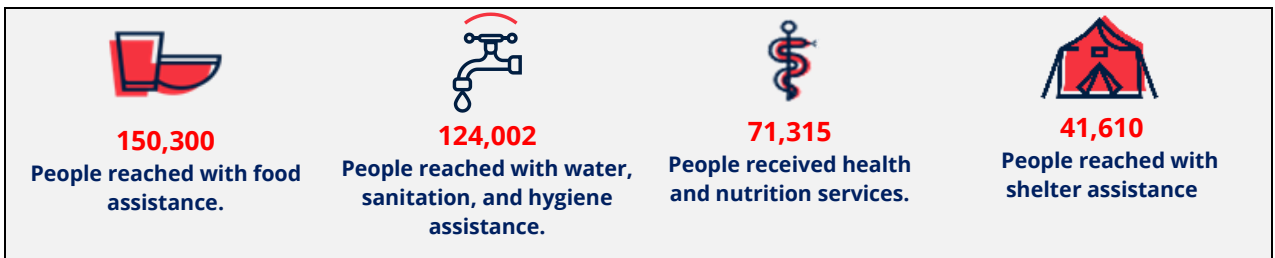 150,300
People reached with food
assistance.
124,002
People reached with water,
sanitation, and hygiene
assistance.
71,315
People received health
and nutrition services.
41,610
People reached with
shelter assistance